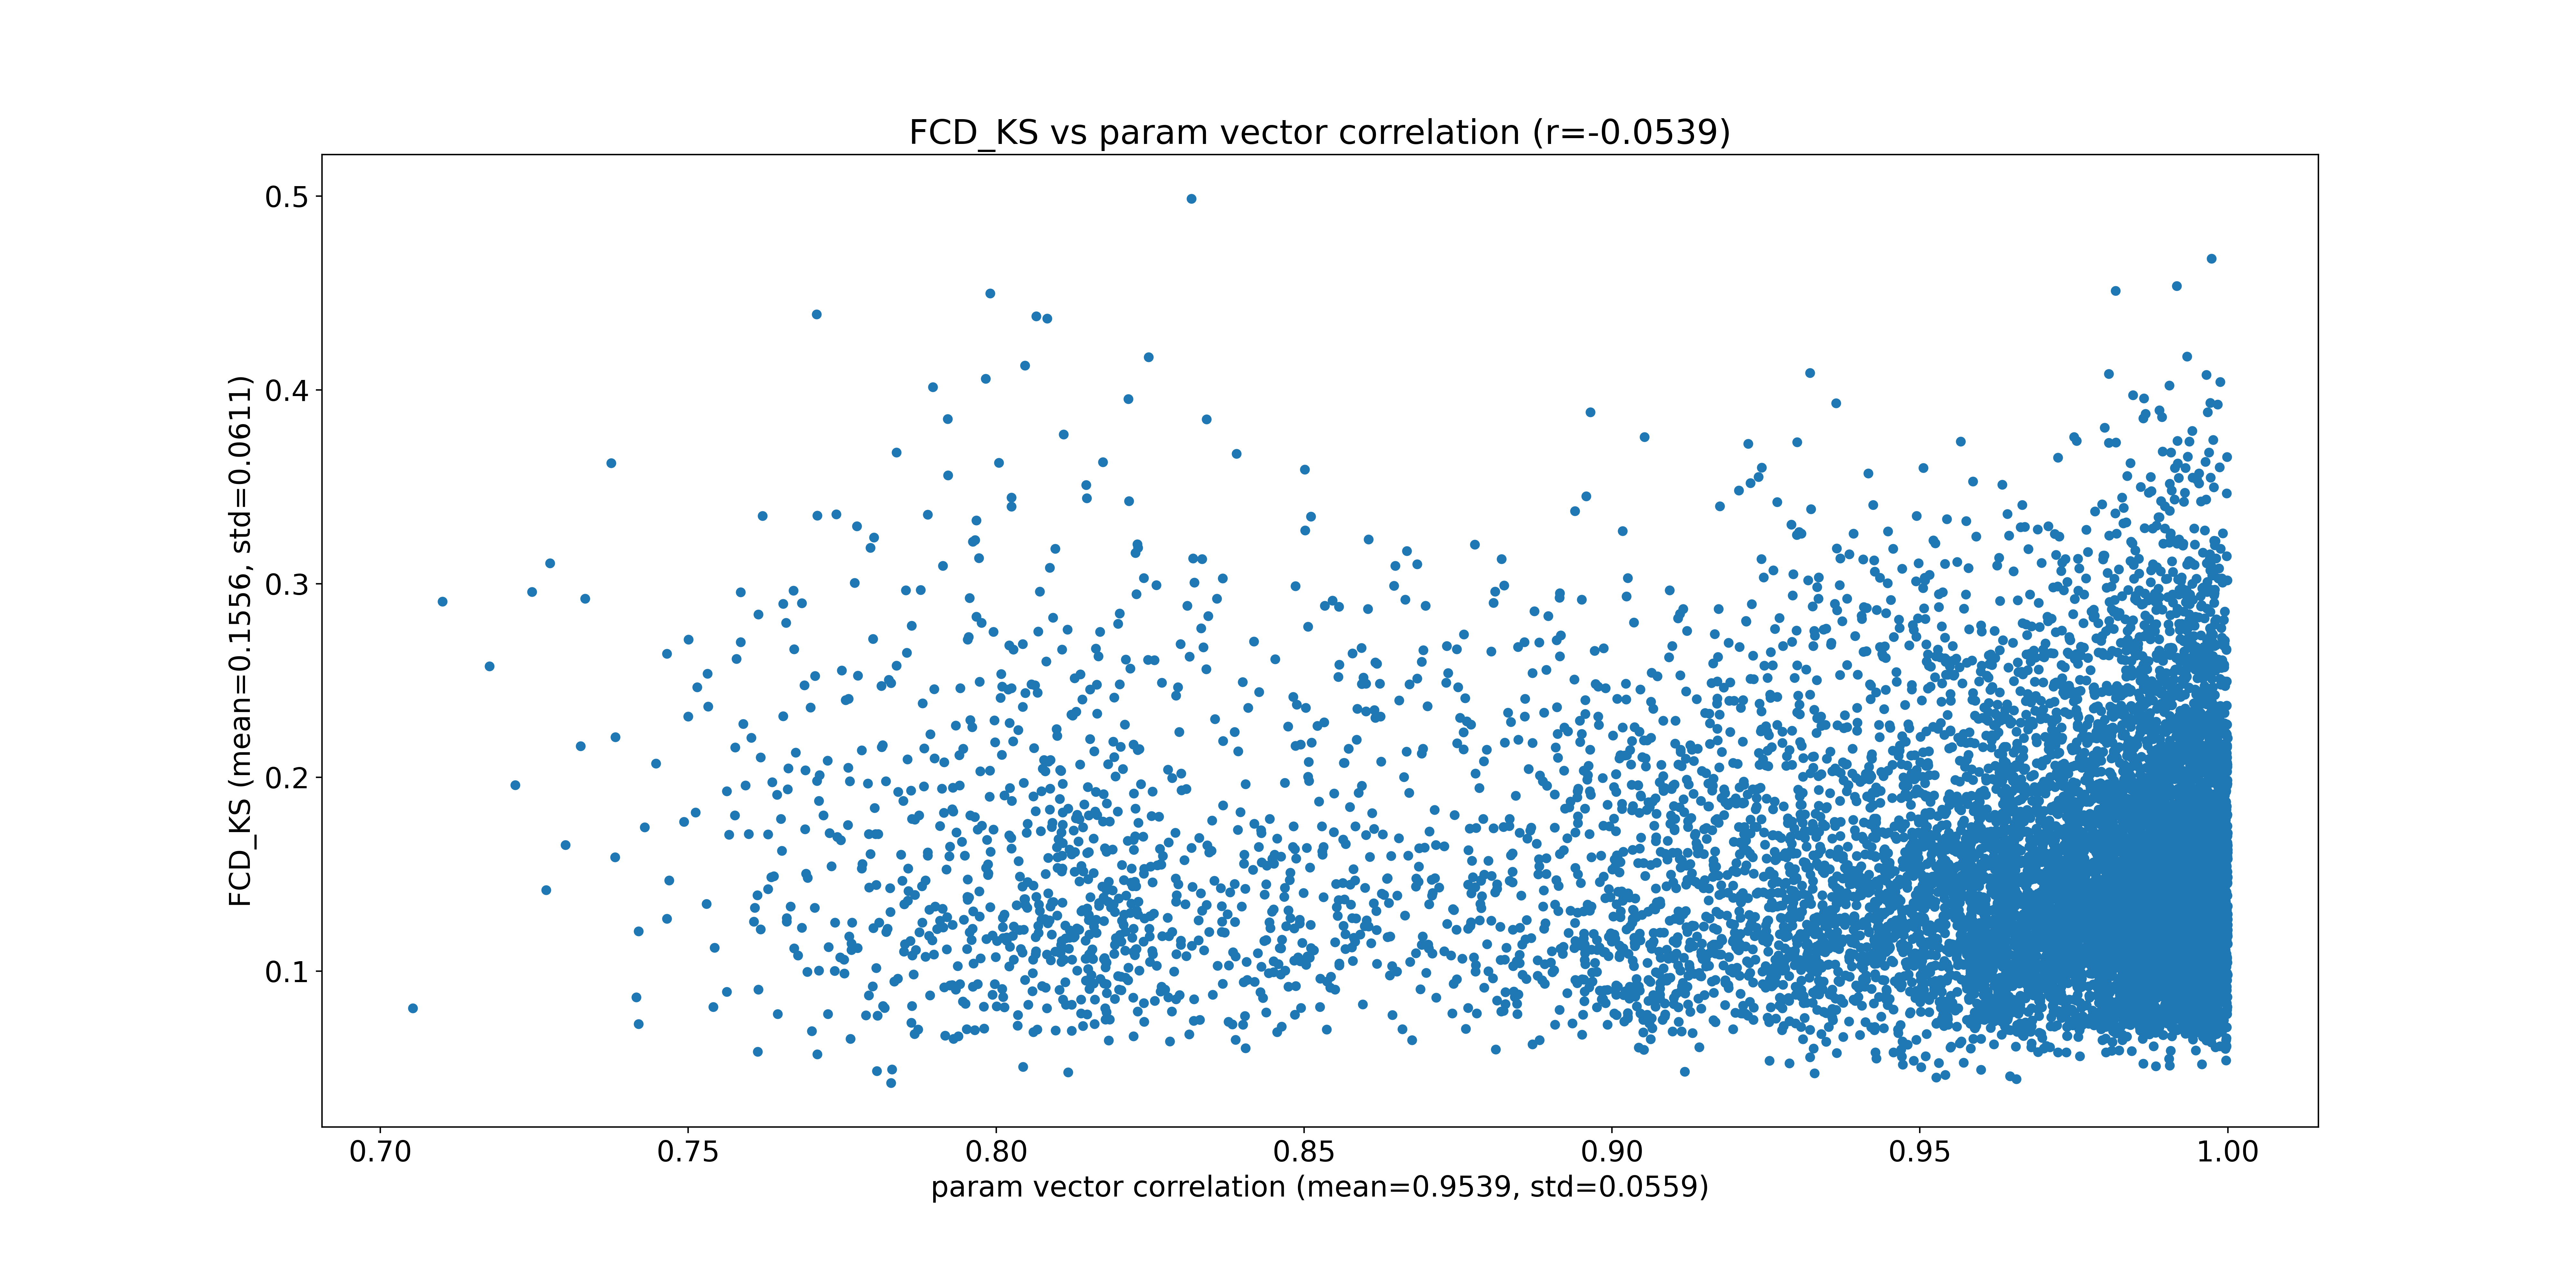 FCD_KS vs param vector correlation (r=-0.0539)
FCD_KS (mean=0.1556, std=0.0611)
0.5
0.4
0.3
0.2
0.1
0.70 0.75 0.80 0.85 0.90 0.95 1.00
param vector correlation (mean=0.9539, std=0.0559)